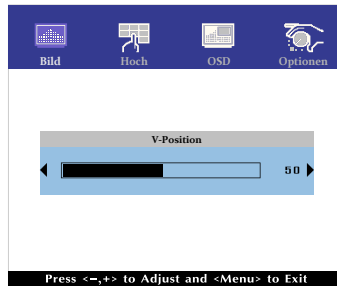 Bild Hoch OSD Optionen
V-Position
50
Press <–,+> to Adjust and <Menu> to Exit